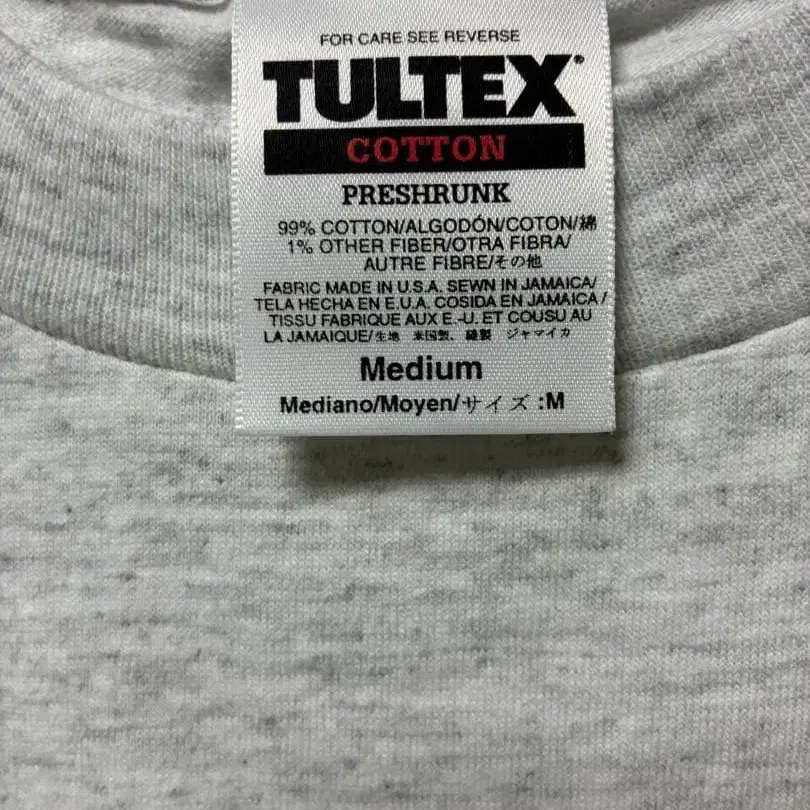 FOR CARE SEE REVERSE
TULTEX®
COTTON
PRESHRUNK
99% COTTON/ALGODÓN/COTON/綿
1% OTHER FIBER/OTRA FIBRA/
AUTRE FIBRE/その他
FABRIC MADE IN U.S.A. SEWN IN JAMAICA/
TELA HECHA EN E.U.A. COSIDA EN JAMAICA /
TISSU FABRIQUE AUX E.-U. ET COUSU AU
LA JAMAIQUE/生地 米国製、縫製 ジャマイカ
Medium
Mediano/Moyen/サイズ :M